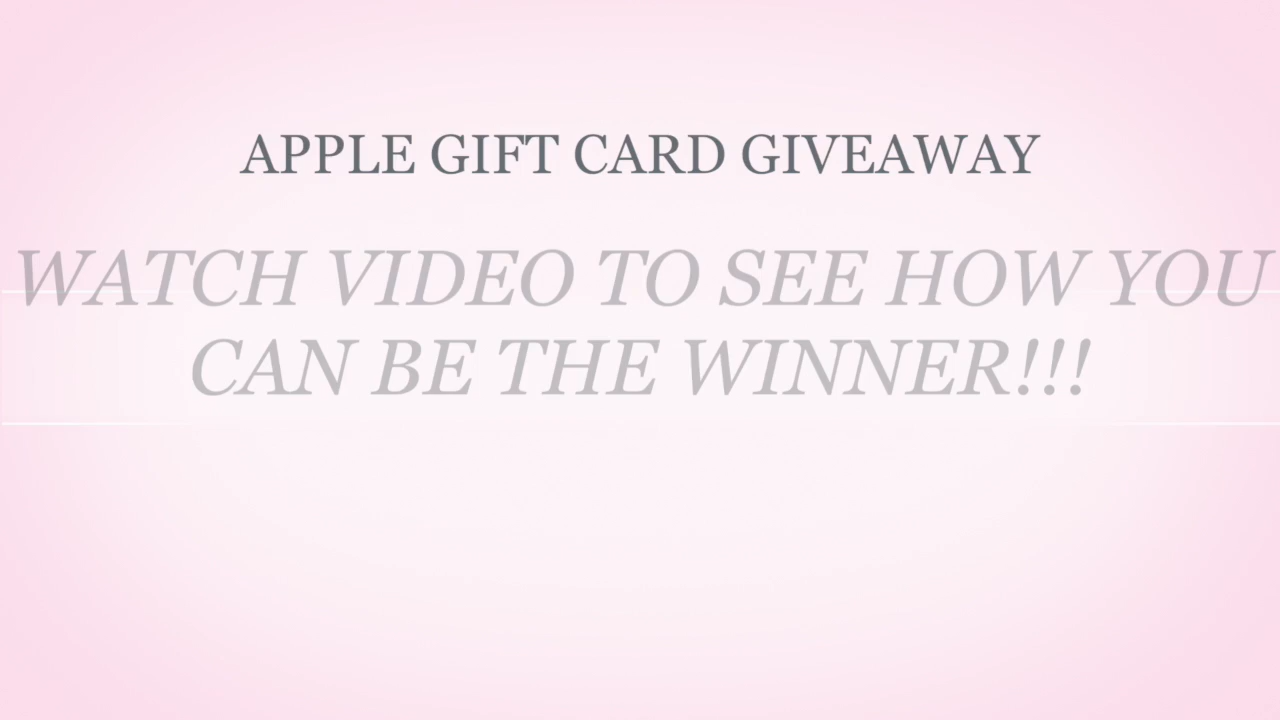 APPLE GIFT CARD GIVEAWAY
WATCH VIDEO TO SEE HOW YOU
CAN BE THE WINNER!!!